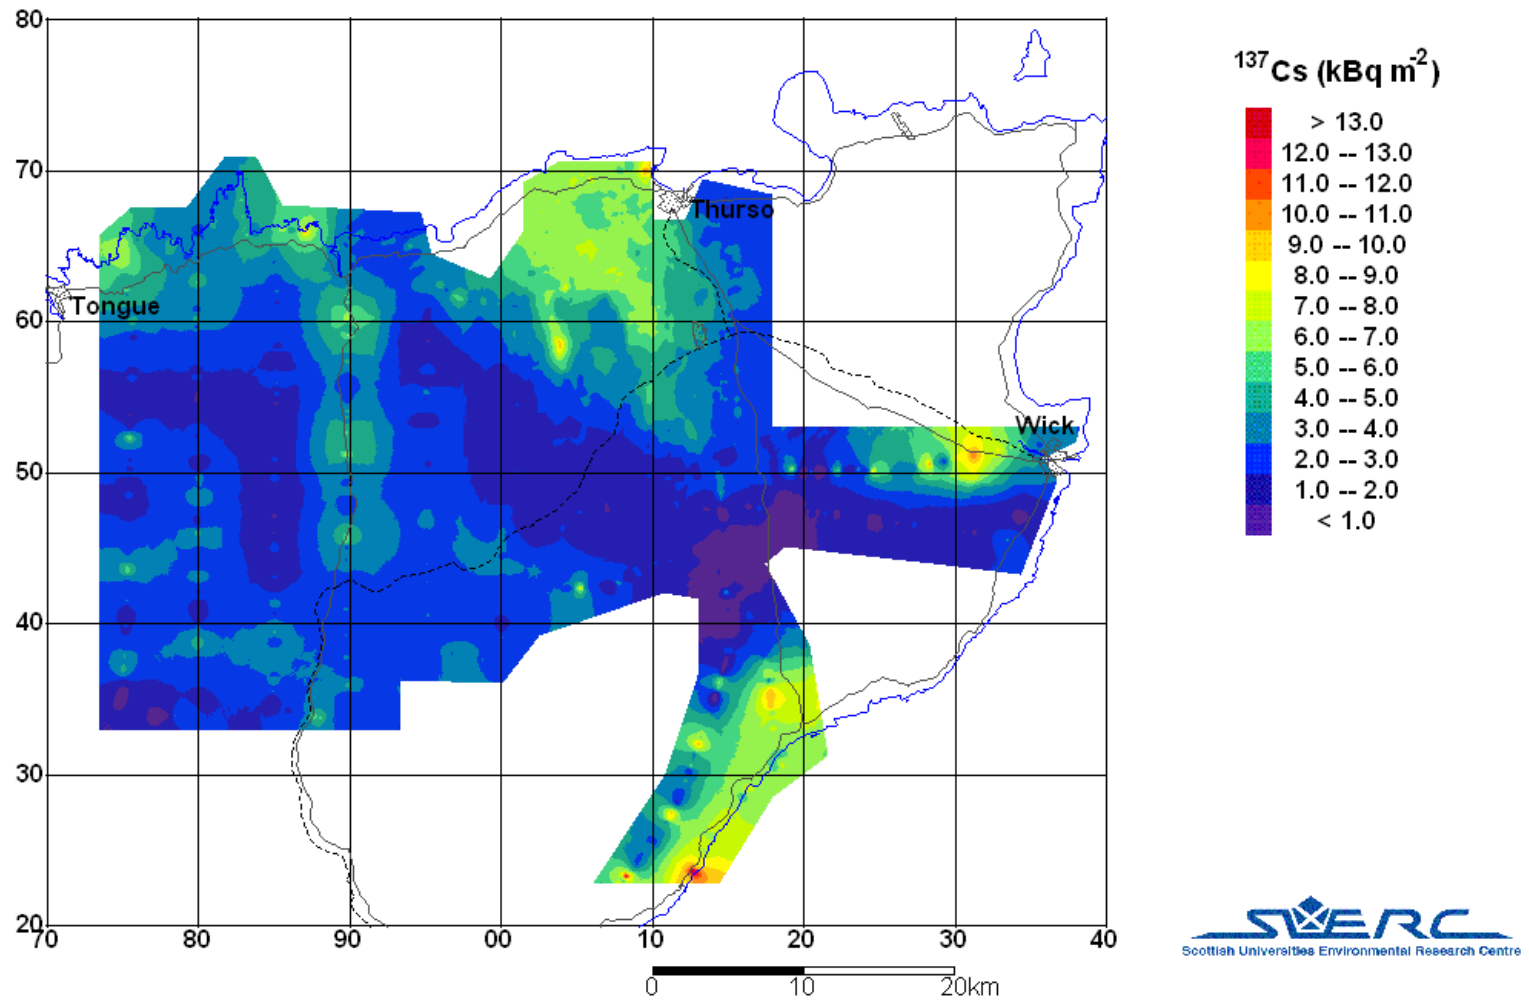 80
70
60
50
40
30
20
70
80
90
00
10
20
30
40
Thurso
Tongue
Wick
0 10 20km
¹³⁷Cs (kBq m⁻²)
> 13.0
12.0 -- 13.0
11.0 -- 12.0
10.0 -- 11.0
9.0 -- 10.0
8.0 -- 9.0
7.0 -- 8.0
6.0 -- 7.0
5.0 -- 6.0
4.0 -- 5.0
3.0 -- 4.0
2.0 -- 3.0
1.0 -- 2.0
< 1.0
SUERC
Scottish Universities Environmental Research Centre